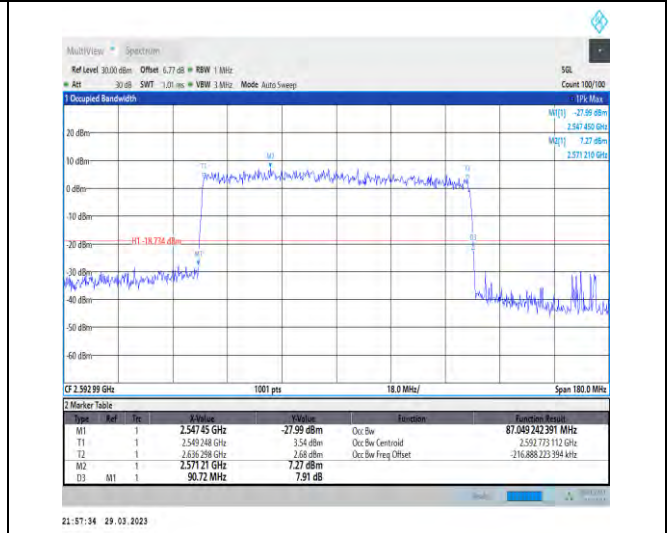 MultiView Spectrum
Ref Level 30.00 dBm Offset 6.77 dB RBW 1 MHz SGL
Att 30 dB SWT 1.01 ms VBW 3 MHz Mode Auto Sweep Count 100/100
1 Occupied Bandwidth 1Pk Max
M1[1] -27.99 dBm
2.547 450 GHz
M2[1] 7.27 dBm
2.571 210 GHz
20 dBm
10 dBm
0 dBm
-10 dBm
-20 dBm
H1 -18.734 dBm
-30 dBm
-40 dBm
-50 dBm
-60 dBm
M2
T1
M1
CF 2.592 99 GHz 1001 pts 18.0 MHz/ Span 180.0 MHz
2 Marker Table
Type Ref Trc X-Value Y-Value Function Function Result
M1 1 2.547 45 GHz -27.99 dBm Occ Bw 87.049 242 391 MHz
T1 1 2.549 248 GHz 3.54 dBm Occ Bw Centroid 2.592 773 112 GHz
T2 1 2.636 298 GHz 2.68 dBm Occ Bw Freq Offset -216.888 223 394 kHz
M2 1 2.571 21 GHz 7.27 dBm
D3 M1 1 90.72 MHz 7.91 dB
21:57:34 29.03.2023